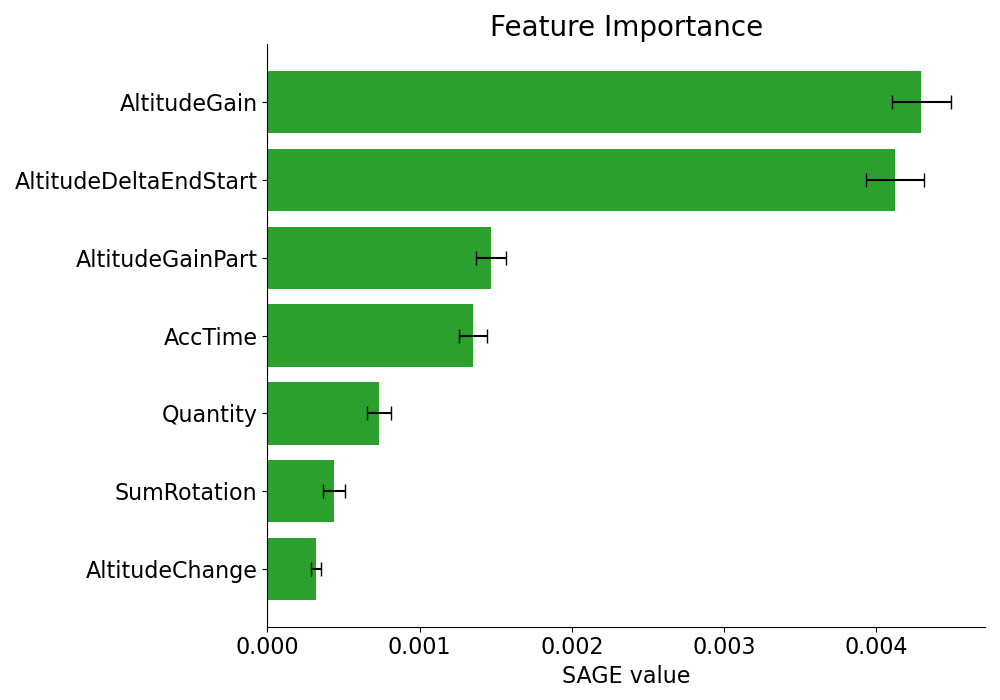 Feature Importance
AltitudeGain
AltitudeDeltaEndStart
AltitudeGainPart
AccTime
Quantity
SumRotation
AltitudeChange
0.000 0.001 0.002 0.003 0.004
SAGE value